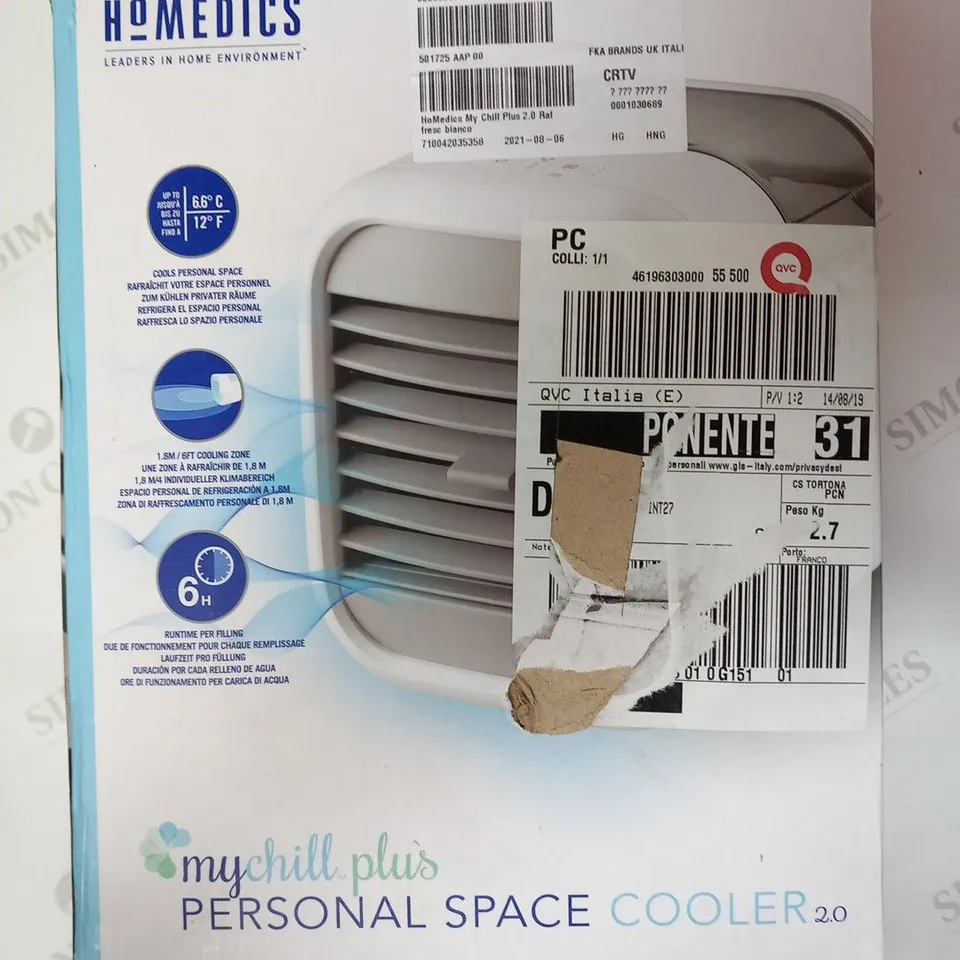 HOMEDICS
LEADERS IN HOME ENVIRONMENT
501725 AAP 00
FKA BRANDS UK ITALI
CRTV
? ??? ???? ??
0001030669
HoMedics My Chill Plus 2.0 Raf
fresc bianco
710042035358 2021-08-06 HG HNG
UP TO
JUSQU'À
BIS ZU
HASTA
FINO A
6.6° C
12° F
COOLS PERSONAL SPACE
RAFRAÎCHIT VOTRE ESPACE PERSONNEL
ZUM KÜHLEN PRIVATER RÄUME
REFRIGERA EL ESPACIO PERSONAL
RAFFRESCA LO SPAZIO PERSONALE
1.8M / 6FT COOLING ZONE
UNE ZONE À RAFRAÎCHIR DE 1,8 M
1,8 M/4 INDIVIDUELLER KLIMABEREICH
ESPACIO PERSONAL DE REFRIGERACIÓN A 1,8M
ZONA DI RAFFRESCAMENTO PERSONALE DI 1,8 M
6H
RUNTIME PER FILLING
DUE DE FONCTIONNEMENT POUR CHAQUE REMPLISSAGE
LAUFZEIT PRO FÜLLUNG
DURACIÓN POR CADA RELLENO DE AGUA
ORE DI FUNZIONAMENTO PER CARICA DI ACQUA
PC
COLLI: 1/1
46196303000 55 500
QVC
QVC Italia (E) P/V 1:2 14/08/19
PONENTE 31
personali www.gls-italy.com/privacydest
CS TORTONA
PCN
D
INT27
Peso Kg
2.7
Note
Porto:
FRANCO
01 0 G151 01
mychill plus
PERSONAL SPACE COOLER 2.0